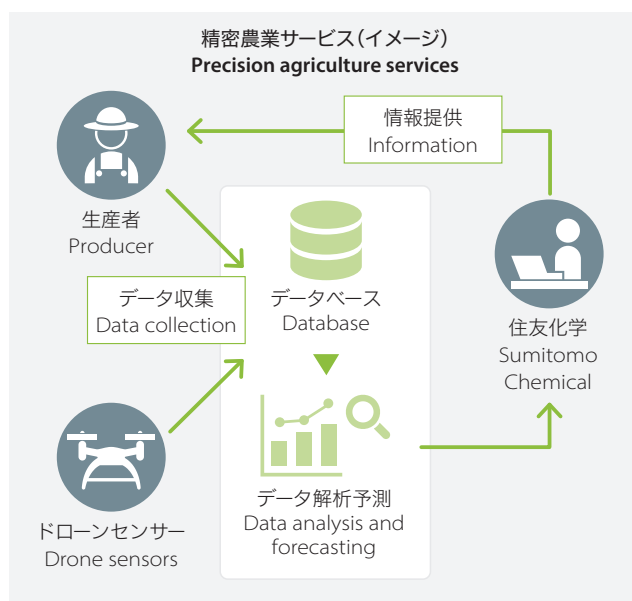 精密農業サービス（イメージ）
Precision agriculture services
情報提供
Information
生産者
Producer
データ収集
Data collection
データベース
Database
住友化学
Sumitomo
Chemical
ドローンセンサー
Drone sensors
データ解析予測
Data analysis and
forecasting